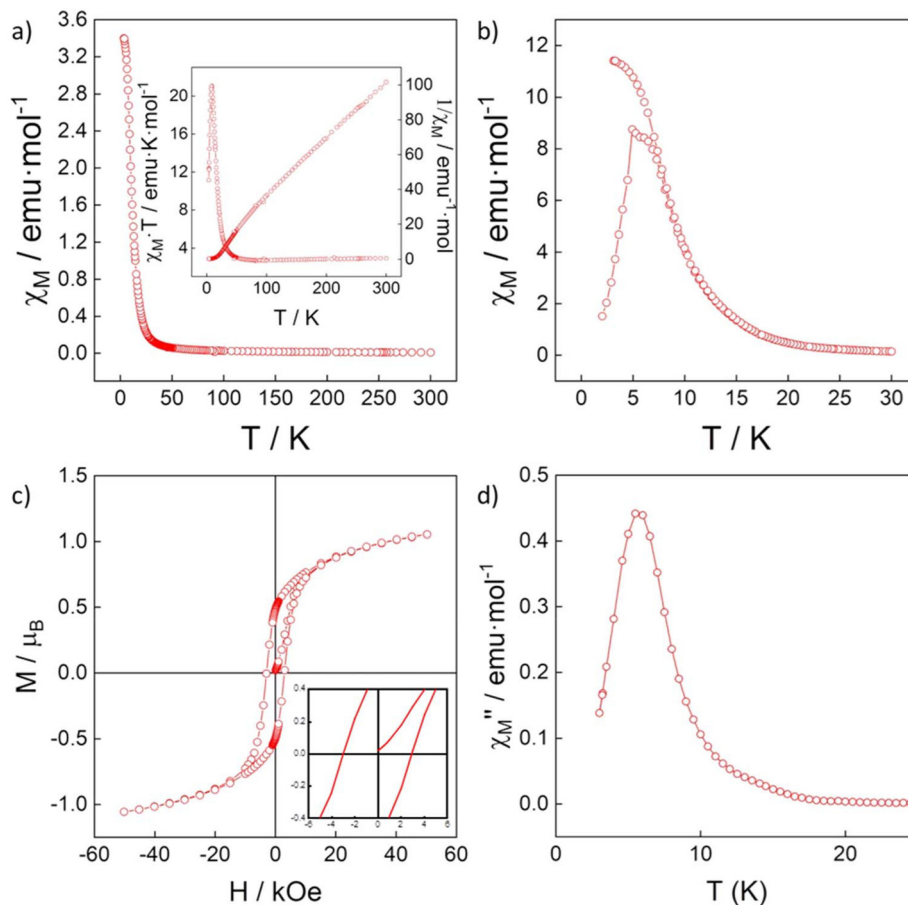 a)
χM / emu·mol-1
3.6
3.2
2.8
2.4
2.0
1.6
1.2
0.8
0.4
0.0
0 50 100 150 200 250 300
T / K
χM·T / emu·K·mol-1
20
16
12
8
4
0 100 200 300
T / K
100
80
60
40
20
0
1/χM / emu-1·mol
b)
χM / emu·mol-1
12
10
8
6
4
2
0
0 5 10 15 20 25 30
T / K
c)
M / μB
1.5
1.0
0.5
0.0
-0.5
-1.0
-60 -40 -20 0 20 40 60
H / kOe
0.4
0.2
0.0
-0.2
-0.4
-6 -4 -2 0 2 4 6
d)
χM'' / emu·mol-1
0.5
0.4
0.3
0.2
0.1
0.0
0 10 20
T (K)